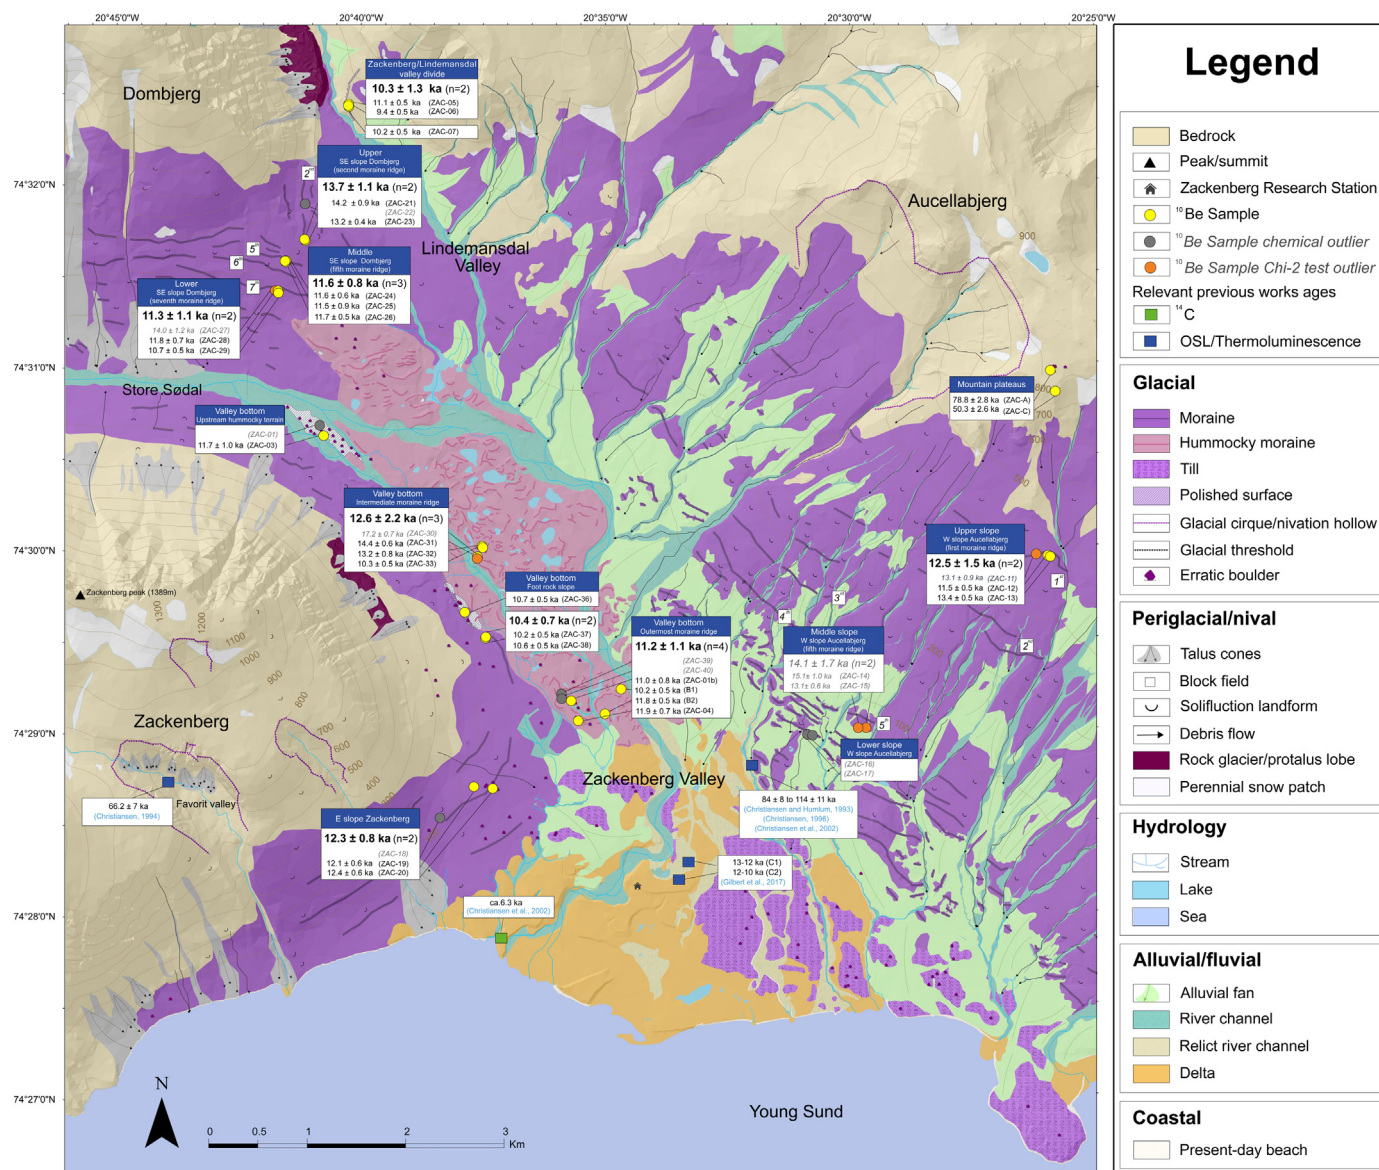 20°45'0"W
20°40'0"W
20°35'0"W
20°30'0"W
20°25'0"W
74°32'0"N
74°31'0"N
74°30'0"N
74°29'0"N
74°28'0"N
74°27'0"N
Dombjerg
Zackenberg/Lindemansdal
valley divide
10.3 ± 1.3 ka (n=2)
11.1 ± 0.5 ka (ZAC-05)
9.4 ± 0.5 ka (ZAC-06)
10.2 ± 0.5 ka (ZAC-07)
Upper
SE slope Dombjerg
(second moraine ridge)
13.7 ± 1.1 ka (n=2)
14.2 ± 0.9 ka (ZAC-21)
(ZAC-22)
13.2 ± 0.4 ka (ZAC-23)
Lindemansdal
Valley
Aucellabjerg
900
Middle
SE slope Dombjerg
(fifth moraine ridge)
11.6 ± 0.8 ka (n=3)
11.6 ± 0.6 ka (ZAC-24)
11.5 ± 0.9 ka (ZAC-25)
11.7 ± 0.5 ka (ZAC-26)
Lower
SE slope Dombjerg
(seventh moraine ridge)
11.3 ± 1.1 ka (n=2)
14.0 ± 1.2 ka (ZAC-27)
11.8 ± 0.7 ka (ZAC-28)
10.7 ± 0.5 ka (ZAC-29)
Store Sødal
Mountain plateaus
78.8 ± 2.8 ka (ZAC-A)
50.3 ± 2.6 ka (ZAC-C)
800
700
Valley bottom
Upstream hummocky terrain
(ZAC-01)
11.7 ± 1.0 ka (ZAC-03)
Valley bottom
Intermediate moraine ridge
12.6 ± 2.2 ka (n=3)
17.2 ± 0.7 ka (ZAC-30)
14.4 ± 0.6 ka (ZAC-31)
13.2 ± 0.8 ka (ZAC-32)
10.3 ± 0.5 ka (ZAC-33)
Upper slope
W slope Aucellabjerg
(first moraine ridge)
12.5 ± 1.5 ka (n=2)
13.1 ± 0.9 ka (ZAC-11)
11.5 ± 0.5 ka (ZAC-12)
13.4 ± 0.5 ka (ZAC-13)
Valley bottom
Foot rock slope
10.7 ± 0.5 ka (ZAC-36)
10.4 ± 0.7 ka (n=2)
10.2 ± 0.5 ka (ZAC-37)
10.6 ± 0.5 ka (ZAC-38)
Zackenberg peak (1389m)
1300
1200
1100
1000
900
800
700
600
500
400
Valley bottom
Outermost moraine ridge
11.2 ± 1.1 ka (n=4)
(ZAC-39)
(ZAC-40)
11.0 ± 0.8 ka (ZAC-01b)
10.2 ± 0.5 ka (B1)
11.8 ± 0.5 ka (B2)
11.9 ± 0.7 ka (ZAC-04)
Middle slope
W slope Aucellabjerg
(fifth moraine ridge)
14.1 ± 1.7 ka (n=2)
15.1± 1.0 ka (ZAC-14)
13.1± 0.6 ka (ZAC-15)
200
Lower slope
W slope Aucellabjerg
(ZAC-16)
(ZAC-17)
Zackenberg
Zackenberg Valley
Favorit valley
66.2 ± 7 ka
(Christiansen, 1994)
84 ± 8 to 114 ± 11 ka
(Christiansen and Humlum, 1993)
(Christiansen, 1998)
(Christiansen et al., 2002)
E slope Zackenberg
12.3 ± 0.8 ka (n=2)
(ZAC-18)
12.1 ± 0.6 ka (ZAC-19)
12.4 ± 0.6 ka (ZAC-20)
13-12 ka (C1)
12-10 ka (C2)
(Gilbert et al., 2017)
ca.6.3 ka
(Christiansen et al., 2002)
Young Sund
N
0 0.5 1 2 3
Km
Legend
Bedrock
Peak/summit
Zackenberg Research Station
¹⁰Be Sample
¹⁰Be Sample chemical outlier
¹⁰Be Sample Chi-2 test outlier
Relevant previous works ages
¹⁴C
OSL/Thermoluminescence
Glacial
Moraine
Hummocky moraine
Till
Polished surface
Glacial cirque/nivation hollow
Glacial threshold
Erratic boulder
Periglacial/nival
Talus cones
Block field
Solifluction landform
Debris flow
Rock glacier/protalus lobe
Perennial snow patch
Hydrology
Stream
Lake
Sea
Alluvial/fluvial
Alluvial fan
River channel
Relict river channel
Delta
Coastal
Present-day beach